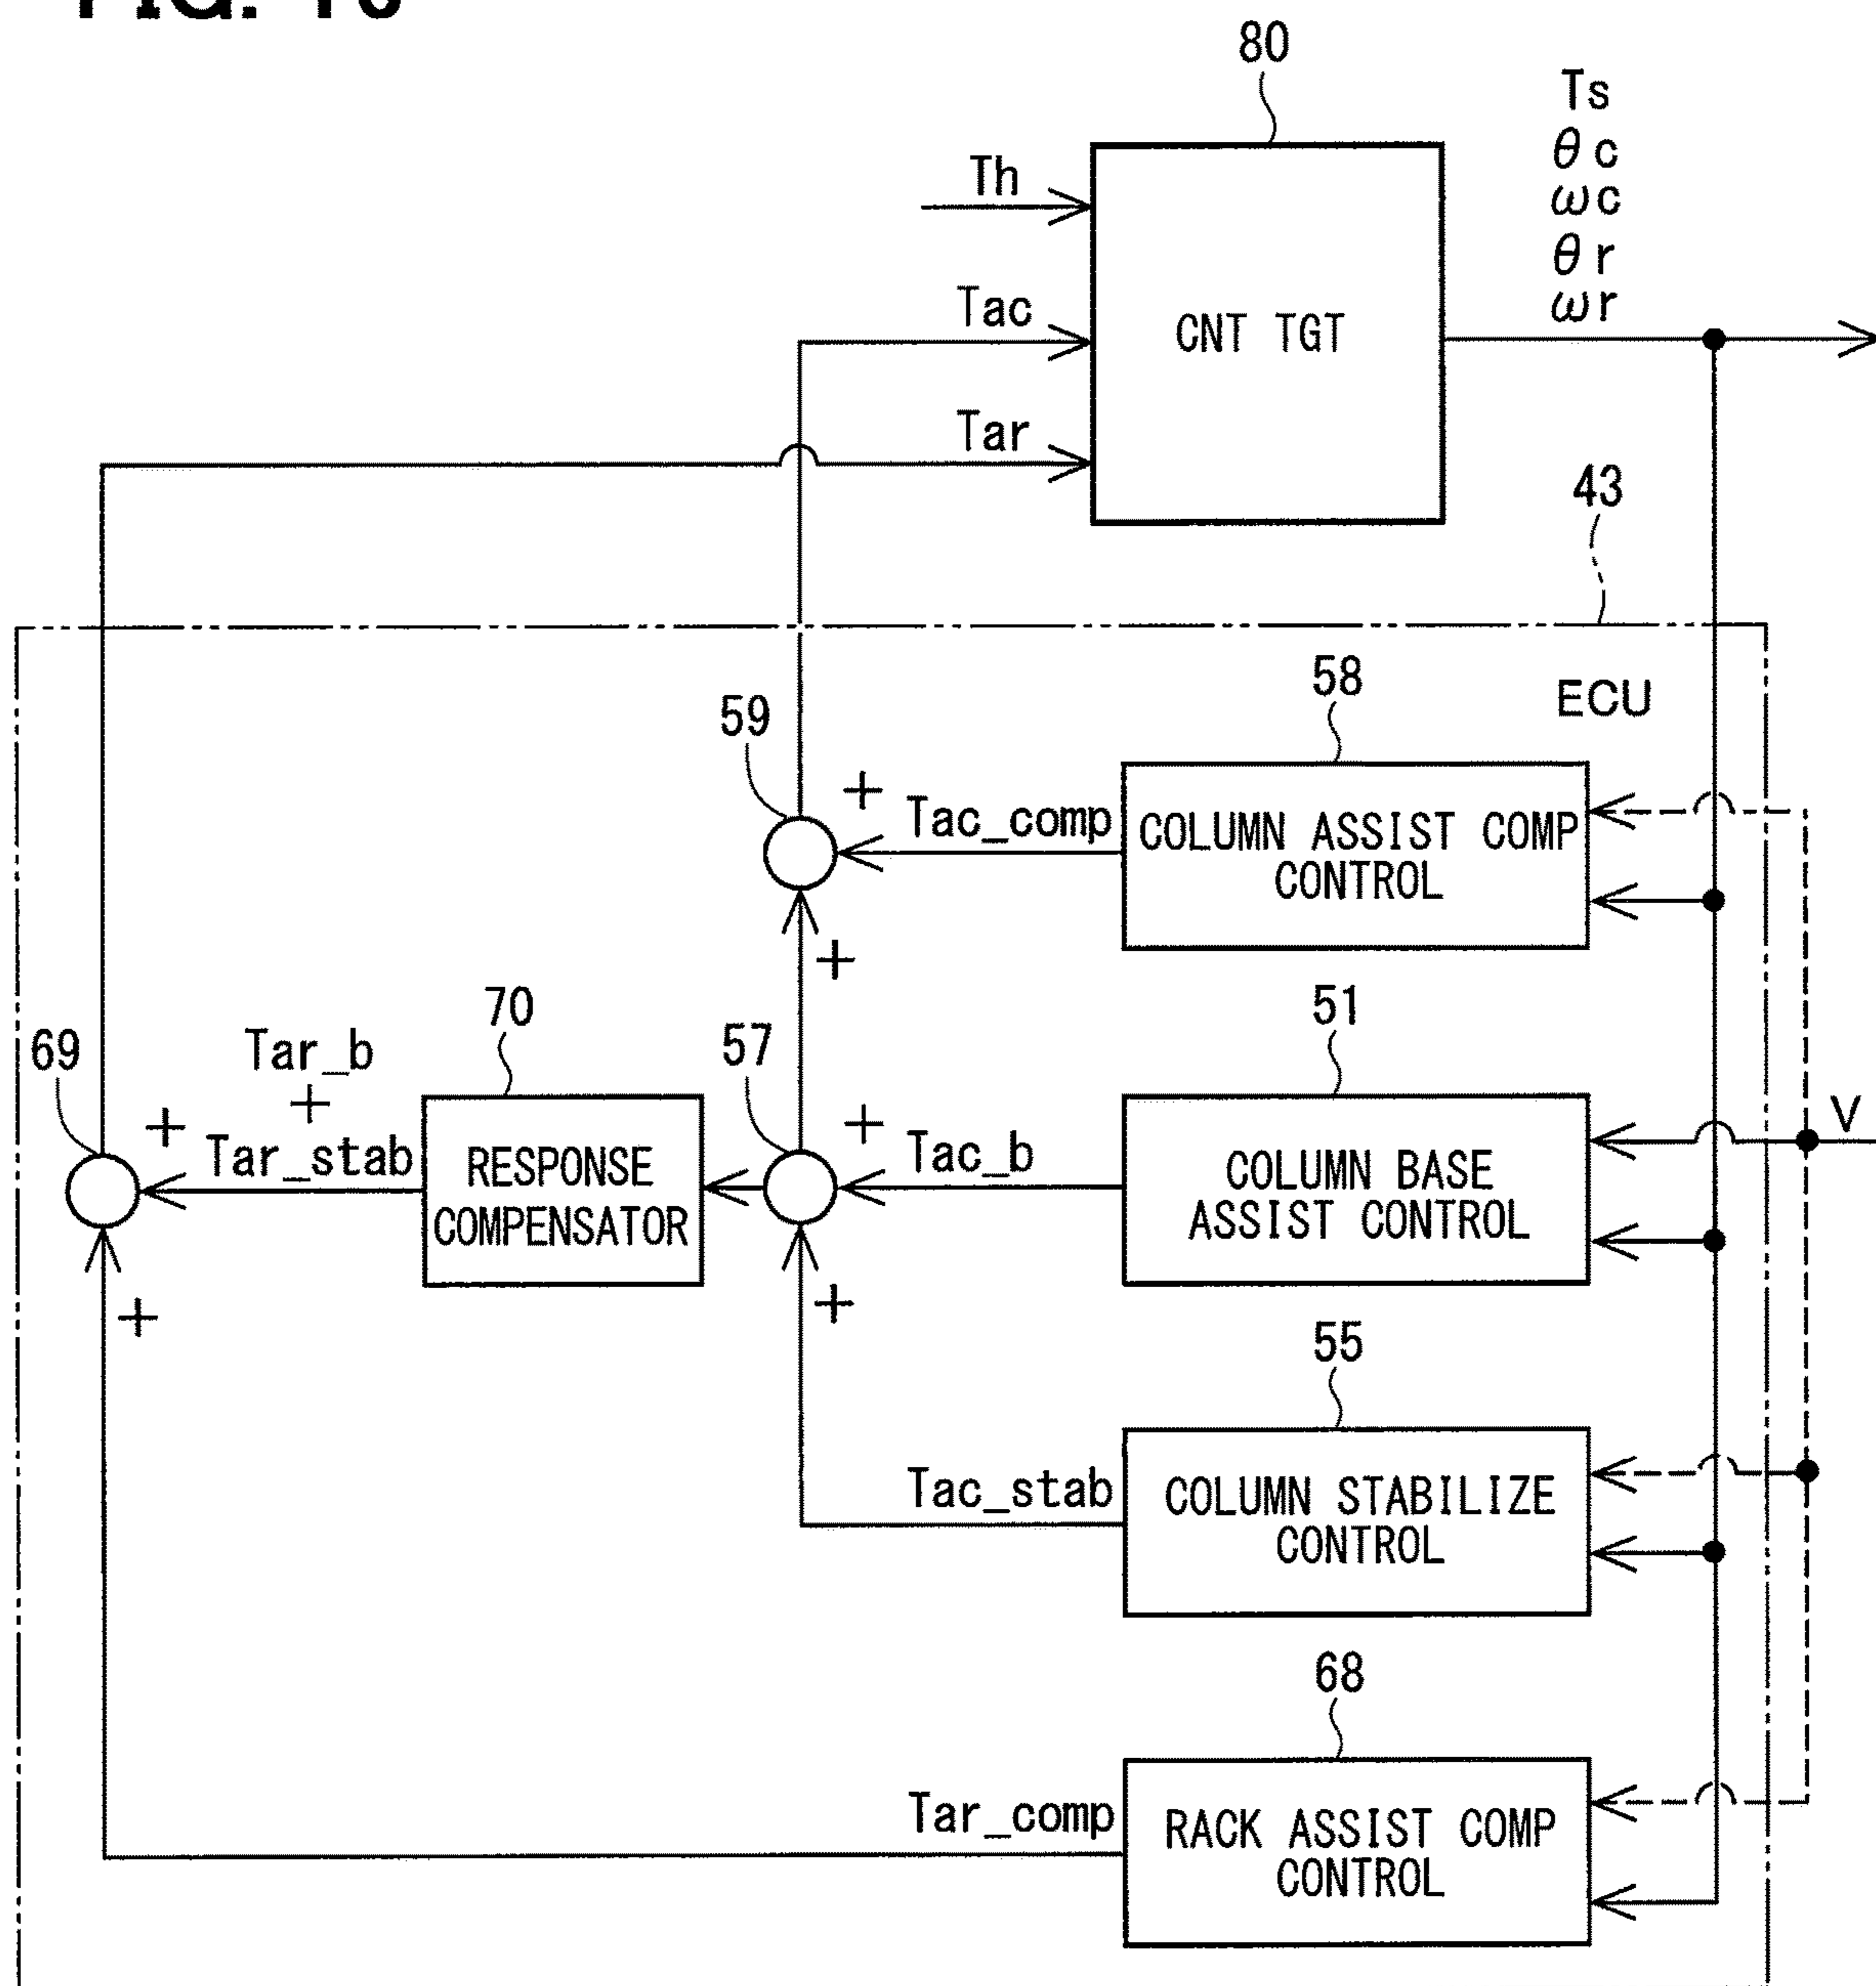 80
Ts
θc
ωc
θr
ωr
Th
Tac
Tar
CNT TGT
43
ECU
58
59
+
Tac_comp
COLUMN ASSIST COMP
CONTROL
+
51
70
57
69
Tar_b
+
Tar_stab
+
RESPONSE
COMPENSATOR
+
Tac_b
COLUMN BASE
ASSIST CONTROL
V
+
+
55
Tac_stab
COLUMN STABILIZE
CONTROL
68
Tar_comp
RACK ASSIST COMP
CONTROL